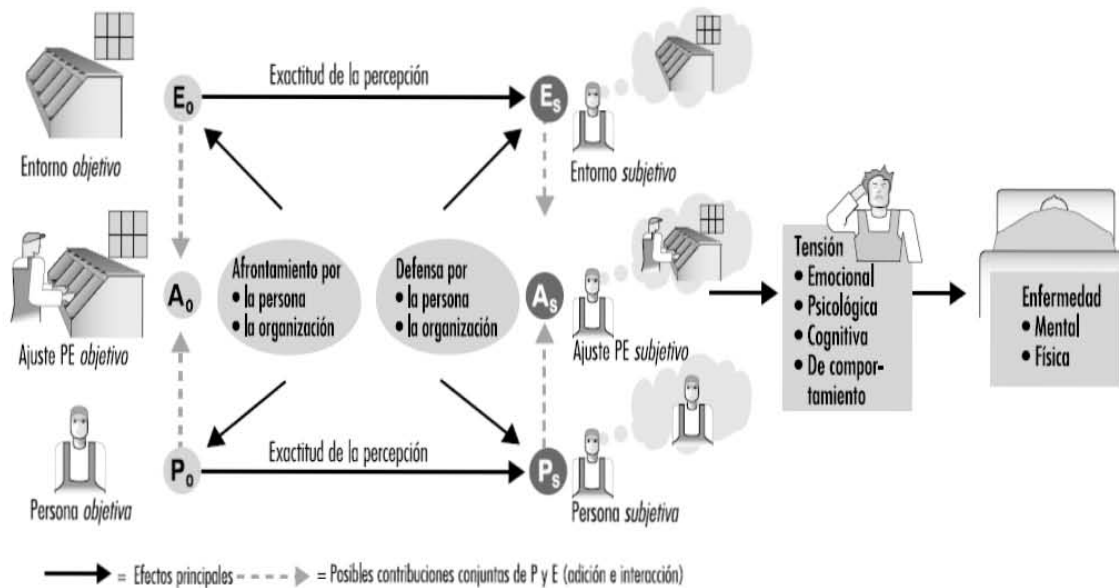 Exactitud de la percepción
E₀
Eₛ
Entorno objetivo
Entorno subjetivo
Afrontamiento por
• la persona
• la organización
Defensa por
• la persona
• la organización
A₀
Aₛ
Ajuste PE objetivo
Ajuste PE subjetivo
Tensión
• Emocional
• Psicológica
• Cognitiva
• De compor-
tamiento
Enfermedad
• Mental
• Física
Exactitud de la percepción
P₀
Pₛ
Persona objetiva
Persona subjetiva
= Efectos principales
= Posibles contribuciones conjuntas de P y E (adición e interacción)